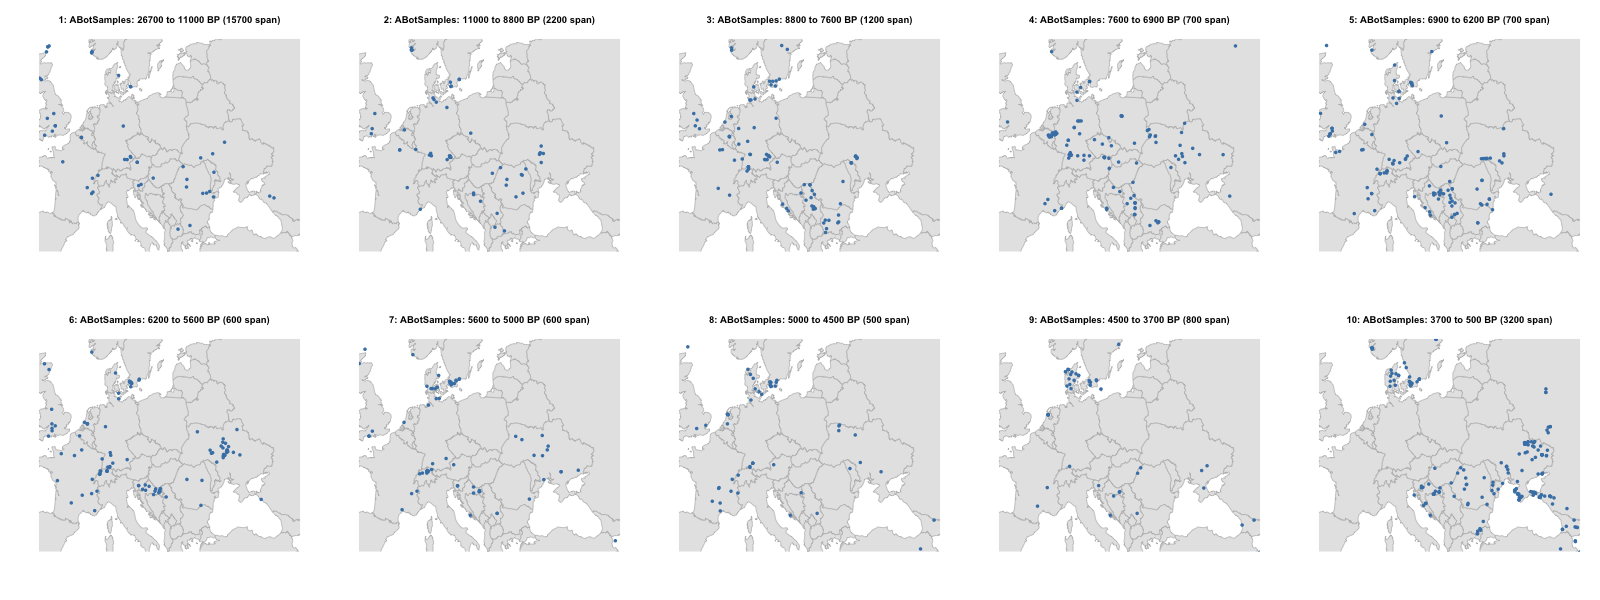 1: ABotSamples: 26700 to 11000 BP (15700 span)
2: ABotSamples: 11000 to 8800 BP (2200 span)
3: ABotSamples: 8800 to 7600 BP (1200 span)
4: ABotSamples: 7600 to 6900 BP (700 span)
5: ABotSamples: 6900 to 6200 BP (700 span)
6: ABotSamples: 6200 to 5600 BP (600 span)
7: ABotSamples: 5600 to 5000 BP (600 span)
8: ABotSamples: 5000 to 4500 BP (500 span)
9: ABotSamples: 4500 to 3700 BP (800 span)
10: ABotSamples: 3700 to 500 BP (3200 span)